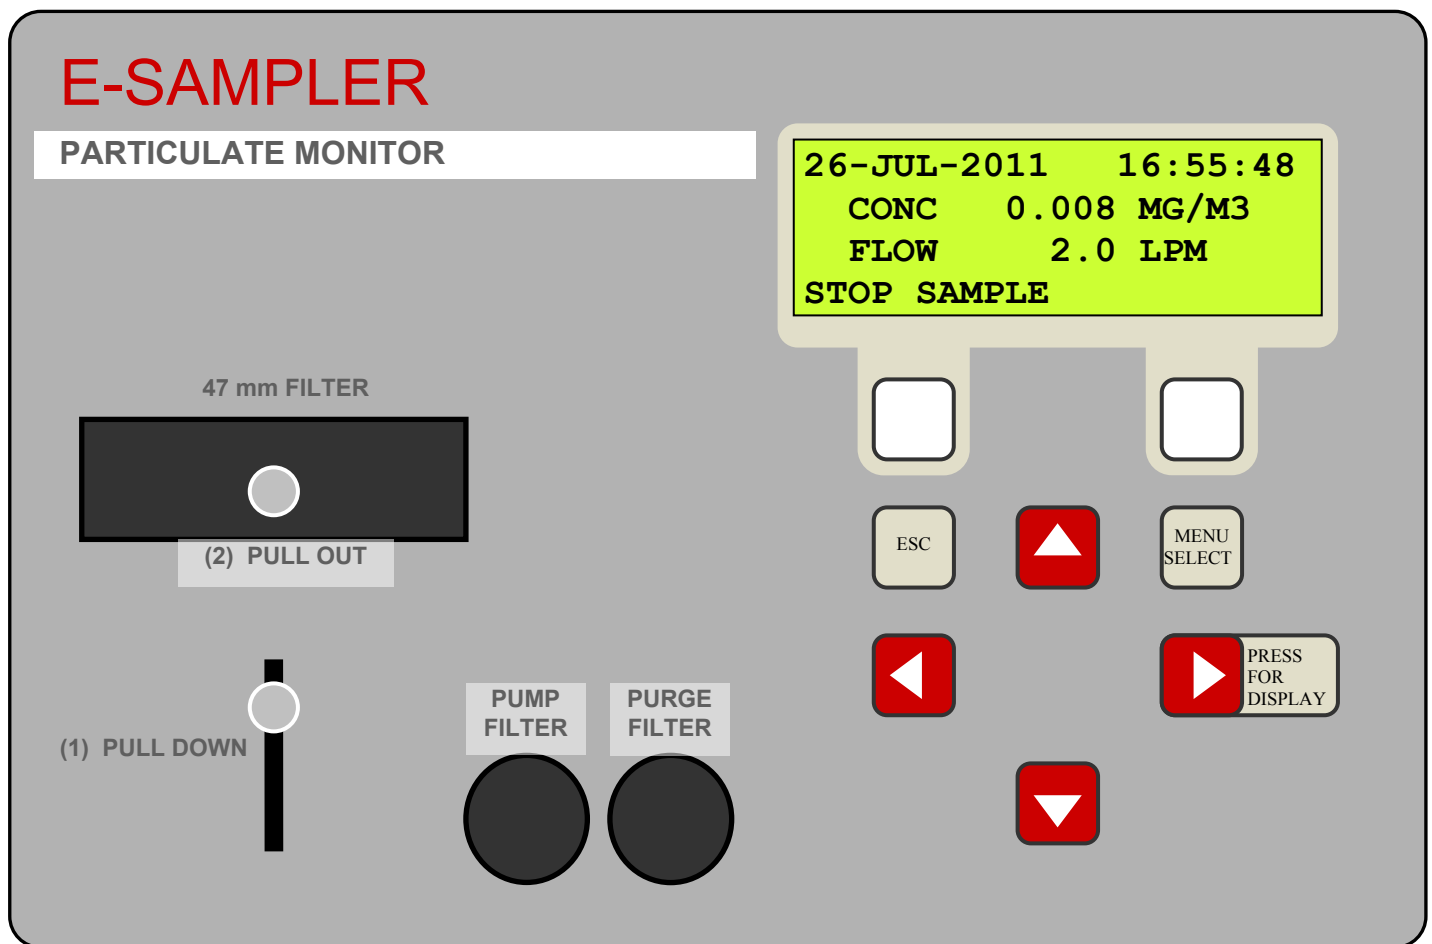 E-SAMPLER
PARTICULATE MONITOR
26-JUL-2011 16:55:48
CONC 0.008 MG/M3
FLOW 2.0 LPM
STOP SAMPLE
47 mm FILTER
(2) PULL OUT
(1) PULL DOWN
PUMP
FILTER
PURGE
FILTER
ESC
MENU
SELECT
PRESS
FOR
DISPLAY